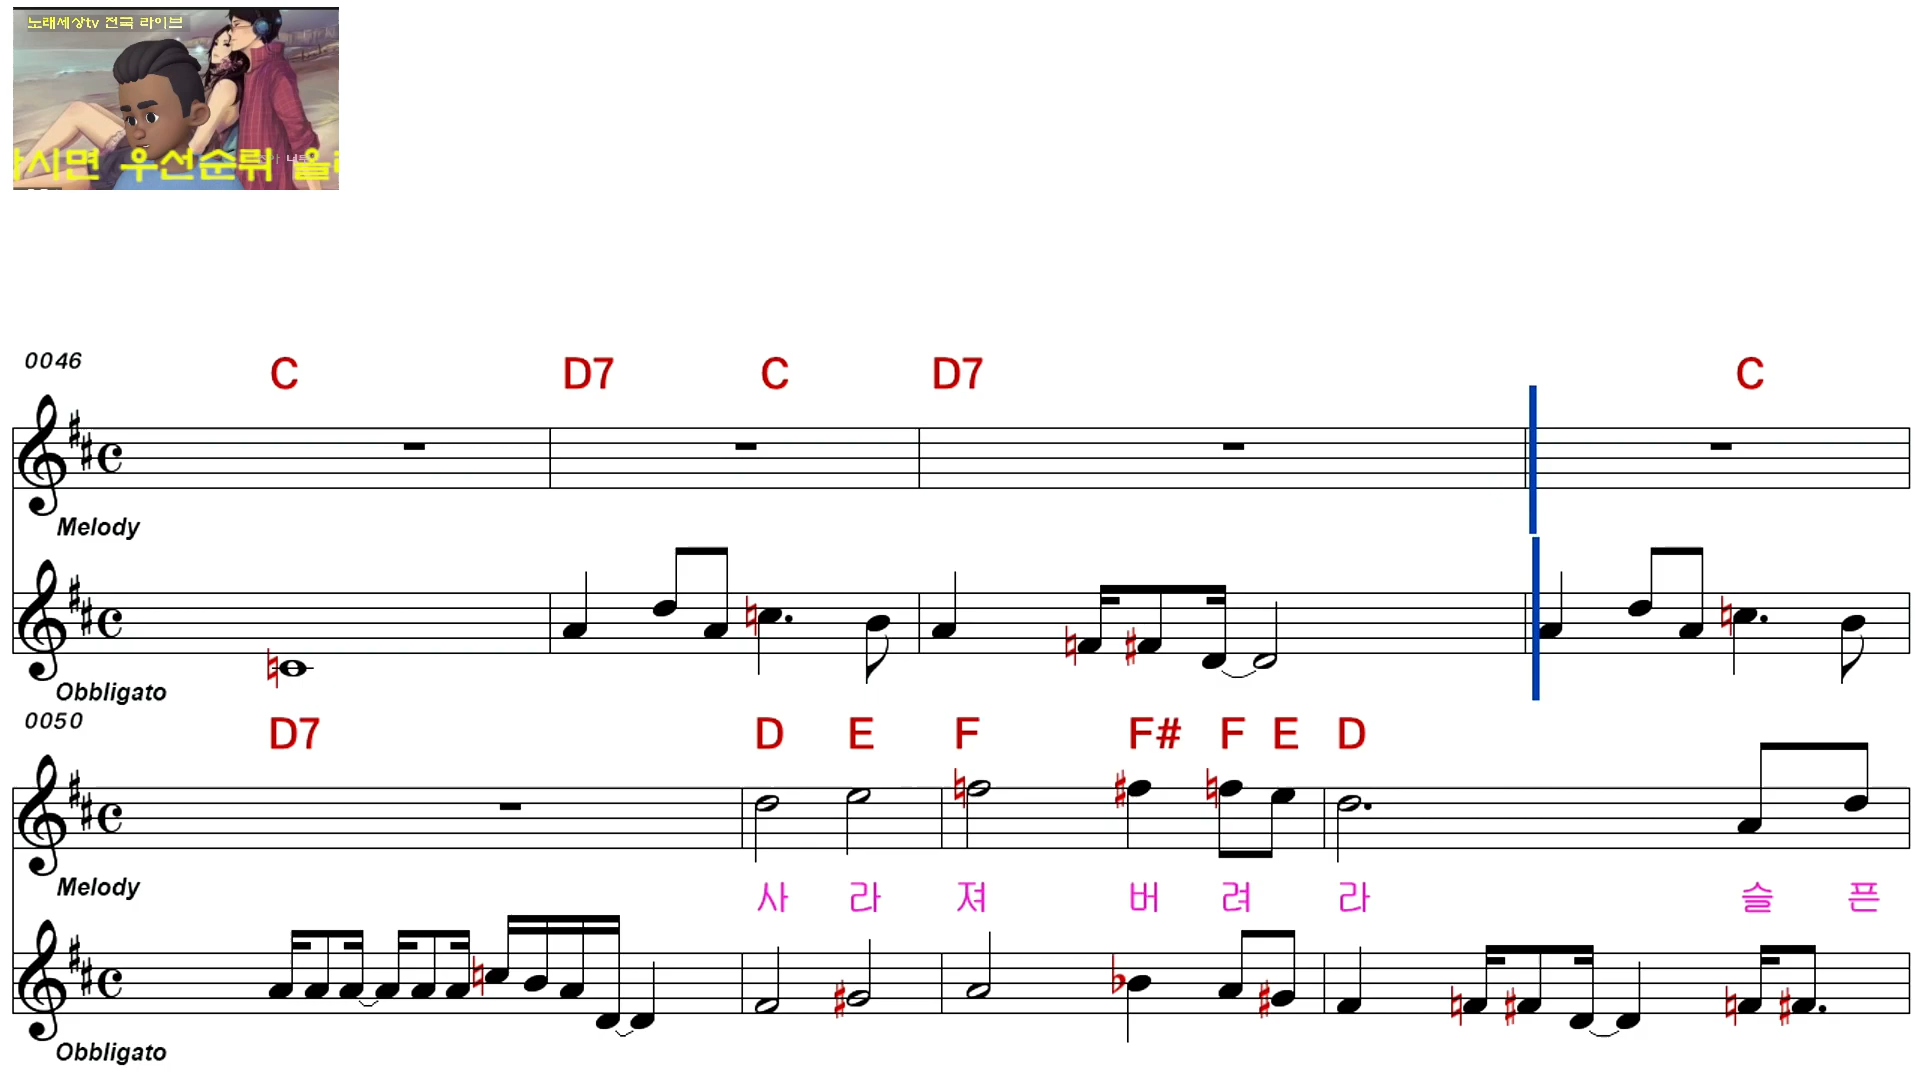 노래세상tv 전국 라이브
시면 우선순위 올
0046
C D7 C D7 C
Melody
Obbligato
0050
D7 D E F F# F E D
Melody
사 라 져 버 려 라 슬 픈
Obbligato